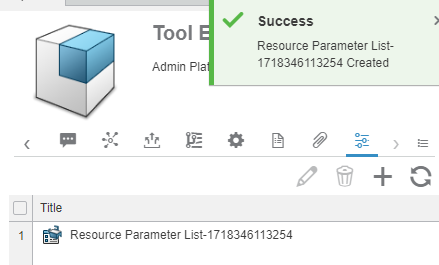 Tool E
Admin Plat
Success
Resource Parameter List-
1718346113254 Created
Title
1
Resource Parameter List-1718346113254